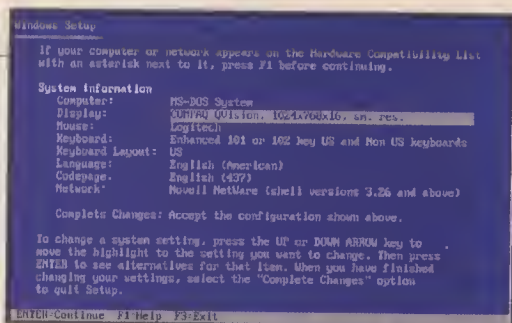 Windows Setup
If your computer or network appears on the Hardware Compatibility List
with an asterisk next to it, press F1 before continuing.
System Information
Computer: MS-DOS System
Display: COMPAQ QVision, 1024x768x16, sm. res.
Mouse: Logitech
Keyboard: Enhanced 101 or 102 key US and Non US keyboards
Keyboard Layout: US
Language: English (American)
Codepage: English (437)
Network: Novell NetWare (shell versions 3.26 and above)
Complete Changes: Accept the configuration shown above.
To change a system setting, press the UP or DOWN ARROW key to
move the highlight to the setting you want to change. Then press
ENTER to see alternatives for that item. When you have finished
changing your settings, select the "Complete Changes" option
to quit Setup.
ENTER=Continue F1=Help F3=Exit